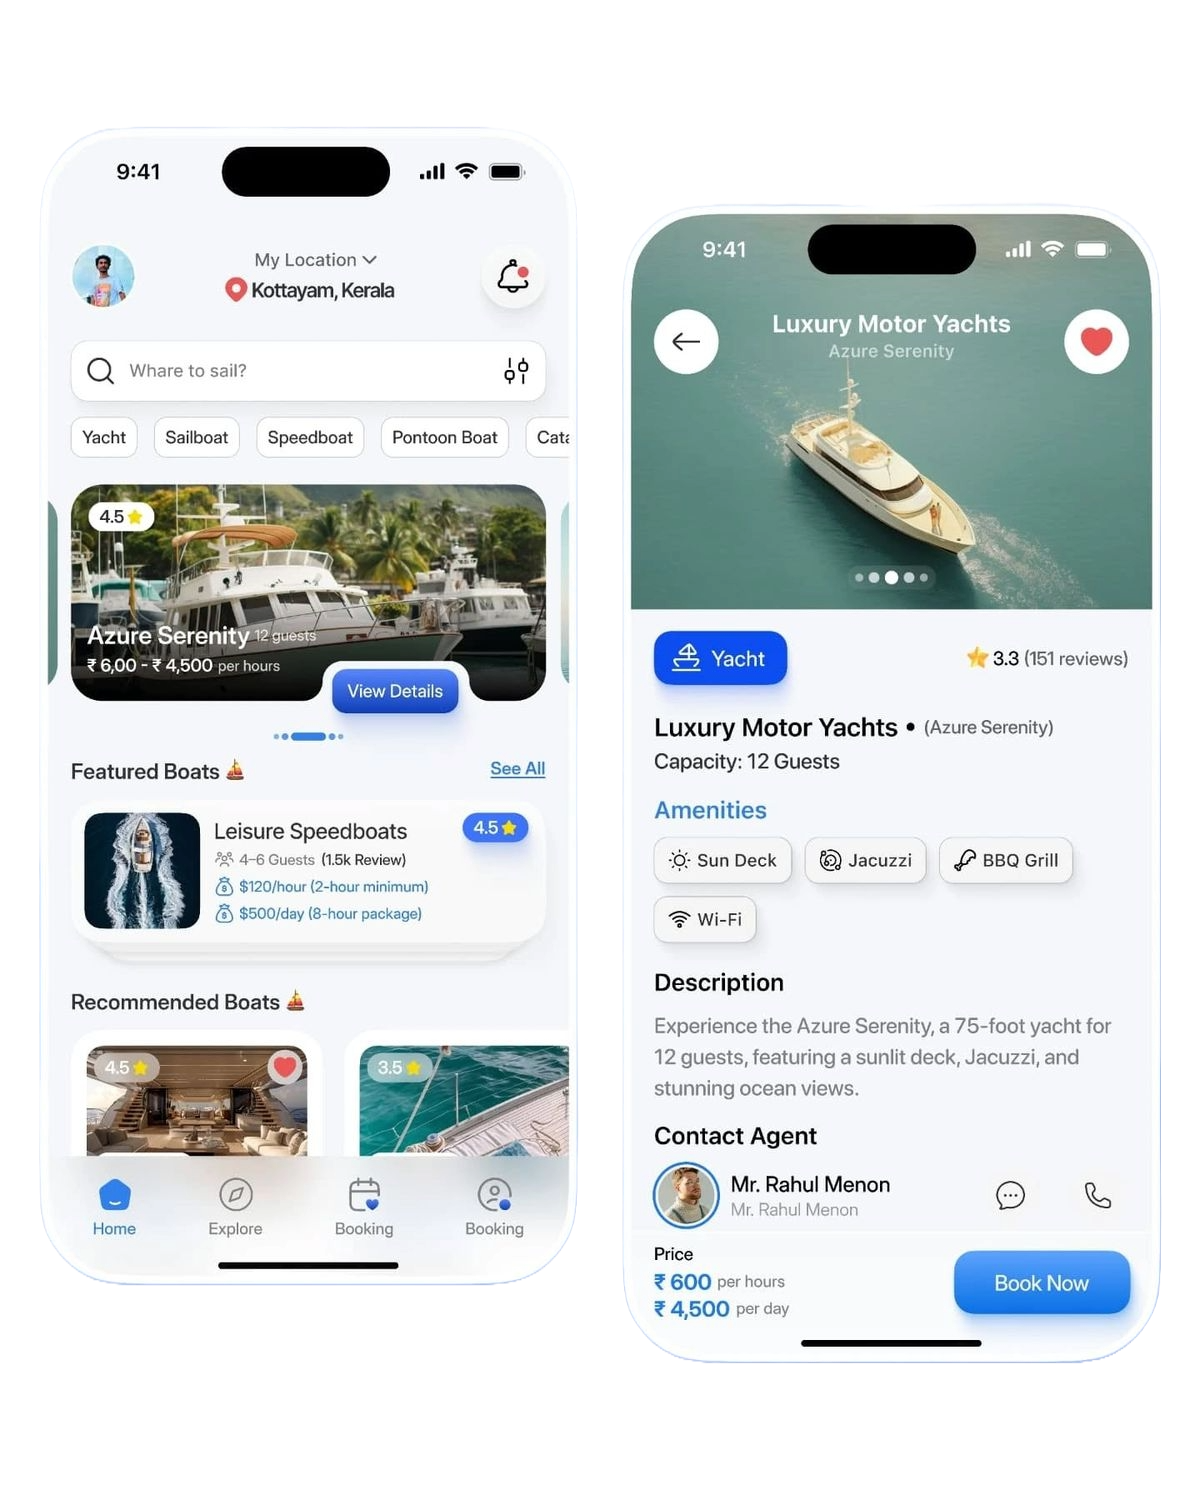 9:41
My Location
Kottayam, Kerala
Whare to sail?
Yacht
Sailboat
Speedboat
Pontoon Boat
Cata
4.5
Azure Serenity 12 guests
₹ 6,00 - ₹ 4,500 per hours
View Details
Featured Boats
See All
Leisure Speedboats
4.5
4–6 Guests (1.5k Review)
$120/hour (2-hour minimum)
$500/day (8-hour package)
Recommended Boats
4.5
3.5
Home
Explore
Booking
Booking
9:41
Luxury Motor Yachts
Azure Serenity
Yacht
3.3 (151 reviews)
Luxury Motor Yachts • (Azure Serenity)
Capacity: 12 Guests
Amenities
Sun Deck
Jacuzzi
BBQ Grill
Wi-Fi
Description
Experience the Azure Serenity, a 75-foot yacht for
12 guests, featuring a sunlit deck, Jacuzzi, and
stunning ocean views.
Contact Agent
Mr. Rahul Menon
Mr. Rahul Menon
Price
₹ 600 per hours
₹ 4,500 per day
Book Now